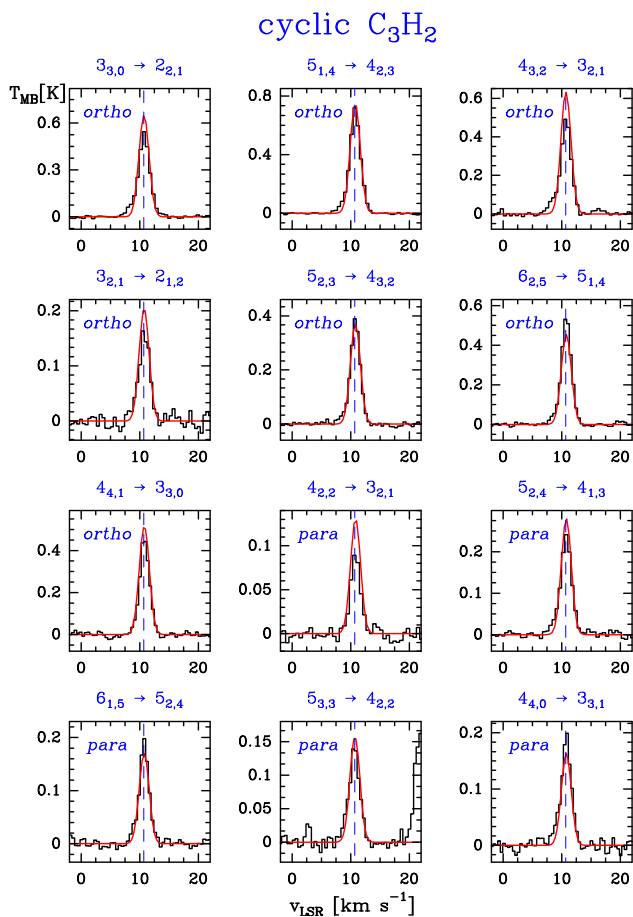 cyclic C₃H₂
3₃,₀ → 2₂,₁ 5₁,₄ → 4₂,₃ 4₃,₂ → 3₂,₁
T_MB[K]
ortho ortho ortho
0.6 0.8 0.6
0.4 0.4
0.3 0.2
0 0 0
0 10 20 0 10 20 0 10 20
3₂,₁ → 2₁,₂ 5₂,₃ → 4₃,₂ 6₂,₅ → 5₁,₄
ortho ortho ortho
0.2 0.4 0.6
0.4
0.1 0.2 0.2
0 0 0
0 10 20 0 10 20 0 10 20
4₄,₁ → 3₃,₀ 4₂,₂ → 3₂,₁ 5₂,₄ → 4₁,₃
ortho para para
0.4 0.1 0.2
0.2 0.05
0 0 0
0 10 20 0 10 20 0 10 20
6₁,₅ → 5₂,₄ 5₃,₃ → 4₂,₂ 4₄,₀ → 3₃,₁
para para para
0.2 0.15 0.2
0.1 0.1 0.1
0.05
0 0 0
0 10 20 0 10 20 0 10 20
v_LSR [km s⁻¹]